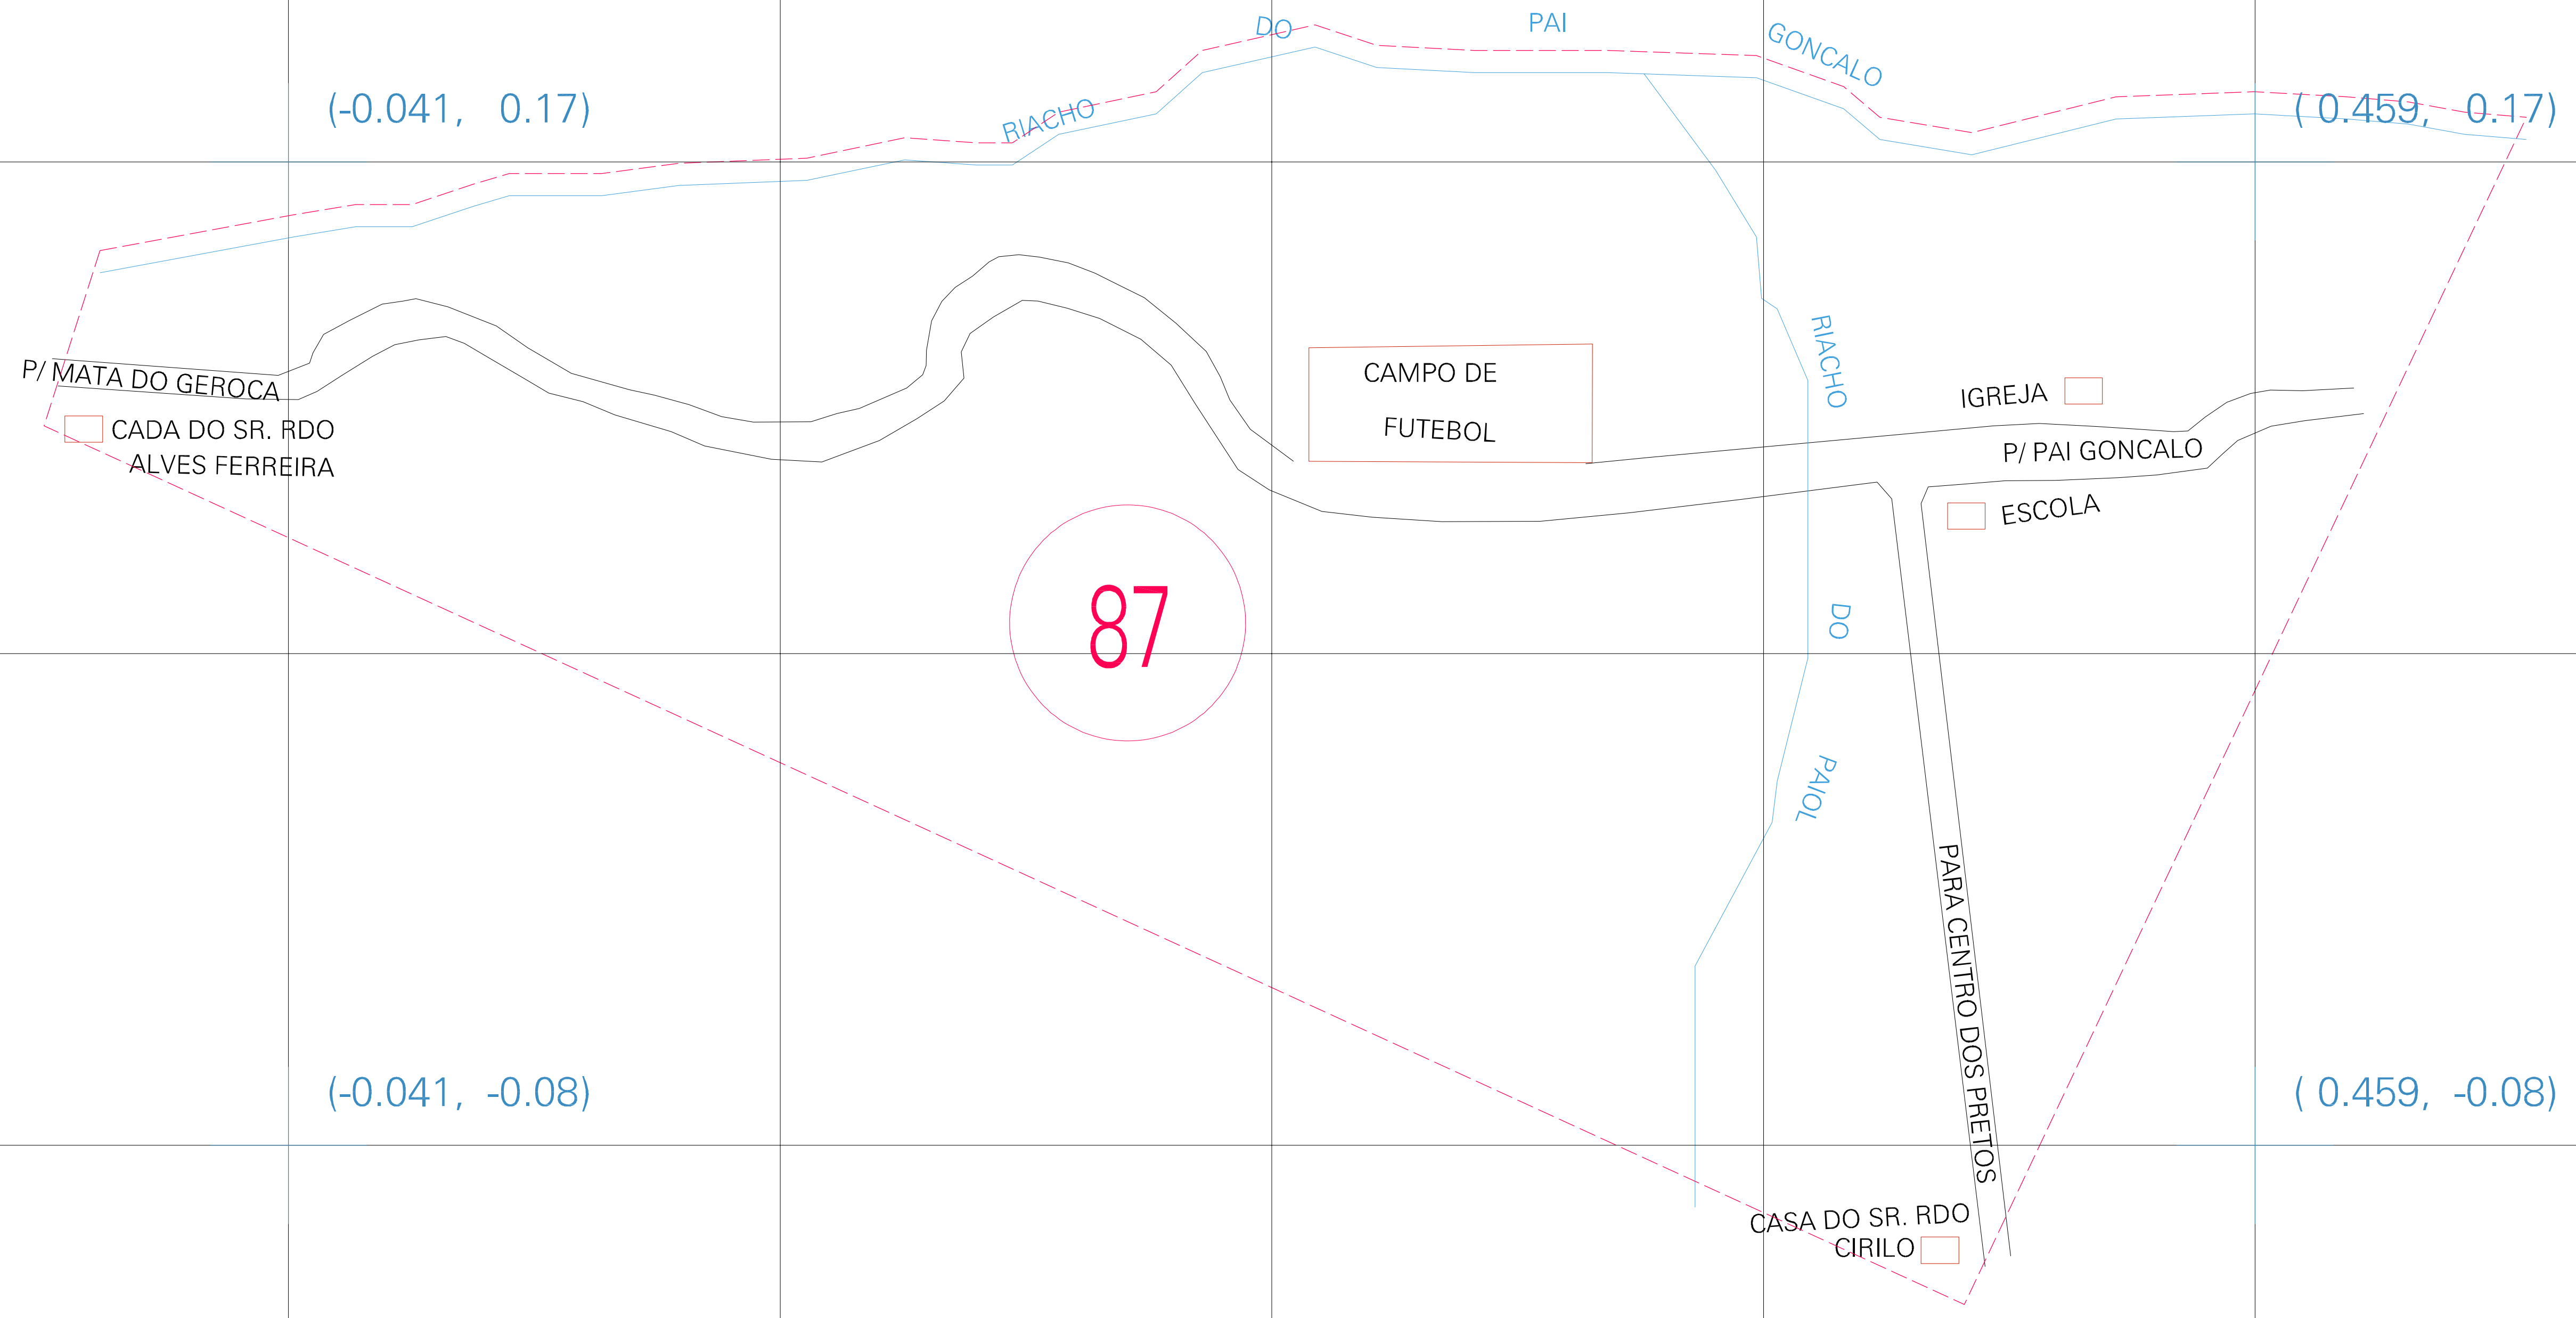 RIACHO DO PAI GONCALO
(-0.041, 0.17)
( 0.459, 0.17)
P/ MATA DO GEROCA
CADA DO SR. RDO
ALVES FERREIRA
CAMPO DE
FUTEBOL
RIACHO DO PAIOL
IGREJA
P/ PAI GONCALO
ESCOLA
87
PARA CENTRO DOS PRETOS
(-0.041, -0.08)
( 0.459, -0.08)
CASA DO SR. RDO
CIRILO